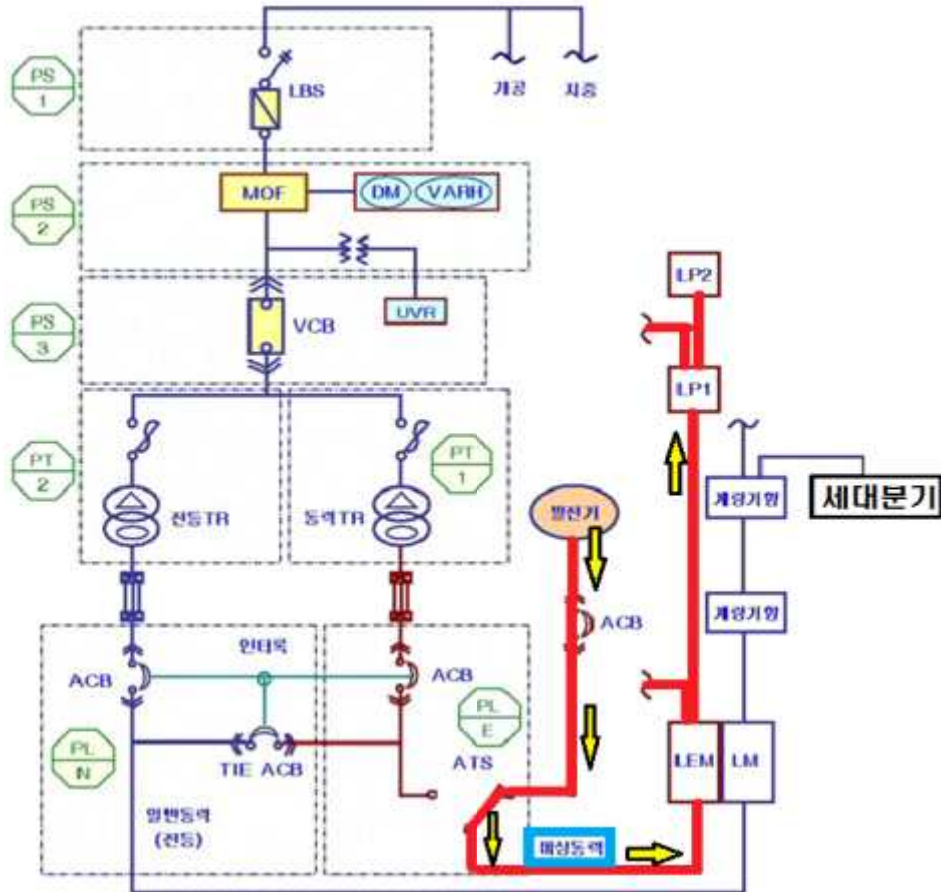 PS
1
LBS
가공
지중
PS
2
MOF
DM
VARH
PS
3
VCB
UVR
LP2
LP1
PT
2
전등TR
동력TR
PT
1
발전기
계량기함
세대분기
계량기함
ACB
인터록
ACB
ACB
PL
N
TIE ACB
PL
E
ATS
LEM
LM
일반동력
(전등)
비상동력